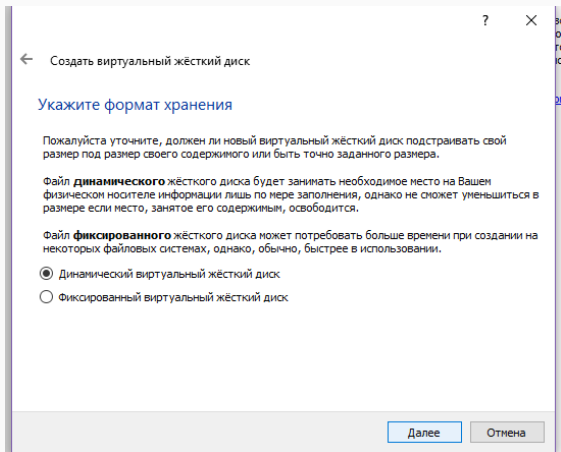 ?
Создать виртуальный жёсткий диск
Укажите формат хранения
Пожалуйста уточните, должен ли новый виртуальный жёсткий диск подстраивать свой
размер под размер своего содержимого или быть точно заданного размера.
Файл динамического жёсткого диска будет занимать необходимое место на Вашем
физическом носителе информации лишь по мере заполнения, однако не сможет уменьшиться в
размере если место, занятое его содержимым, освободится.
Файл фиксированного жёсткого диска может потребовать больше времени при создании на
некоторых файловых системах, однако, обычно, быстрее в использовании.
Динамический виртуальный жёсткий диск
Фиксированный виртуальный жёсткий диск
Далее Отмена